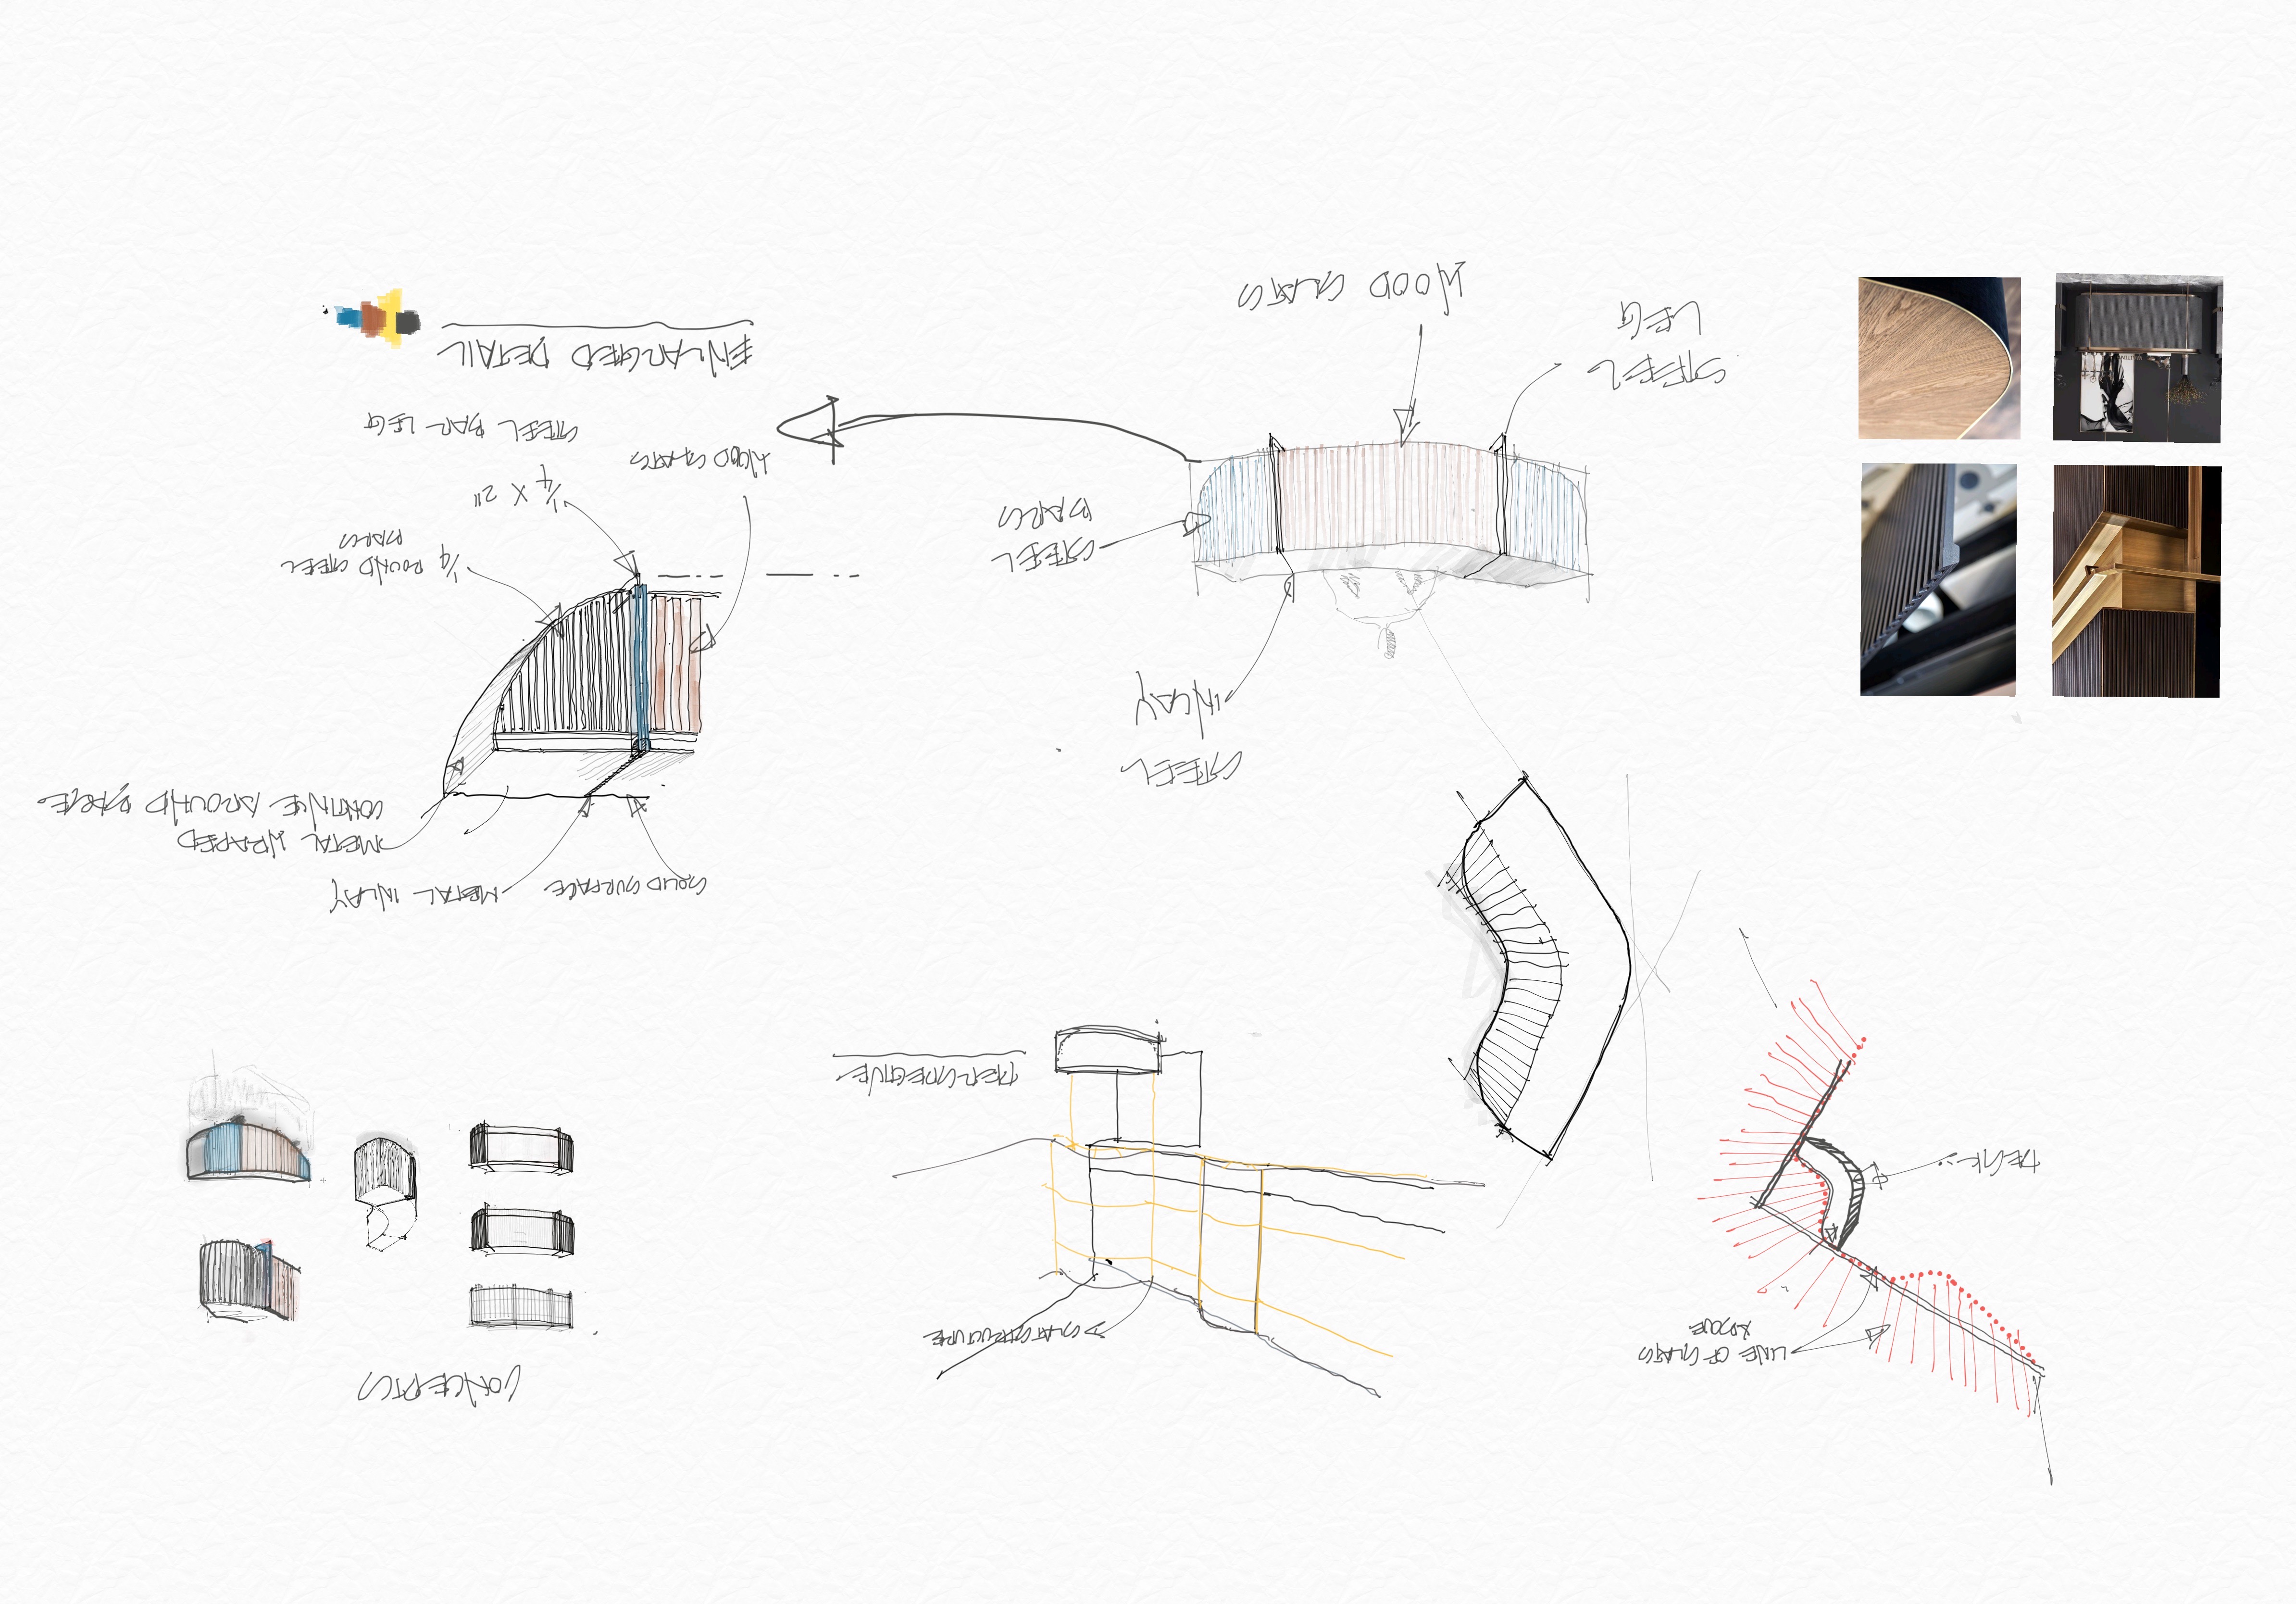 LINE OF SLATS
ABOVE
DESK
SLAT STRUCTURE
PERSPECTIVE
CONCEPTS
SOLID SURFACE
METAL INLAY
METAL WRAPED
CONTINUE AROUND BASE.
STEEL
INLAY
STEEL
BARS
STEEL
LEG
WOOD SLATS
1/4 ROUND STEEL
BARS
1/4 X 2"
STEEL BAR LEG
WOOD SLATS
ENLARGED DETAIL